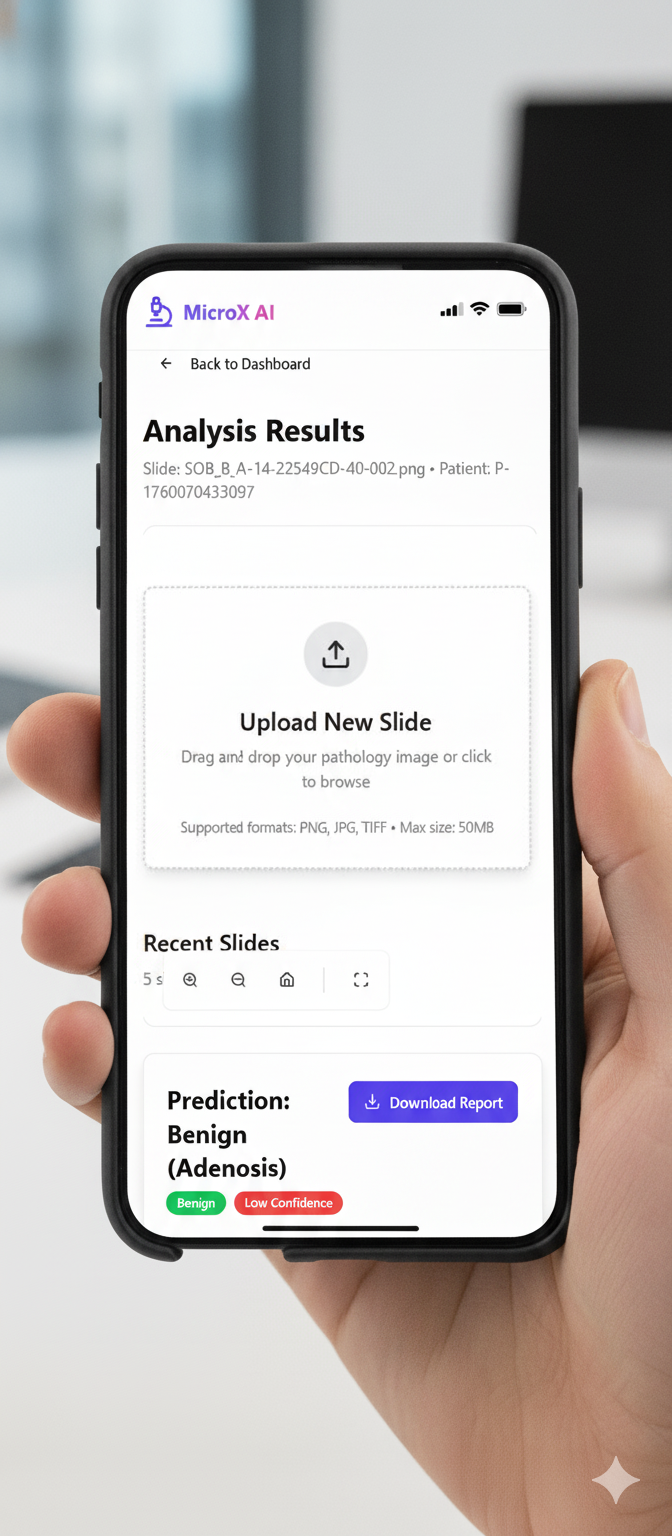 MicroX AI
Back to Dashboard
Analysis Results
Slide: SOB_B_A-14-22549CD-40-002.png • Patient: P-
1760070433097
Upload New Slide
Drag and drop your pathology image or click
to browse
Supported formats: PNG, JPG, TIFF • Max size: 50MB
Recent Slides
5 s
Prediction:
Benign
(Adenosis)
Download Report
Benign
Low Confidence